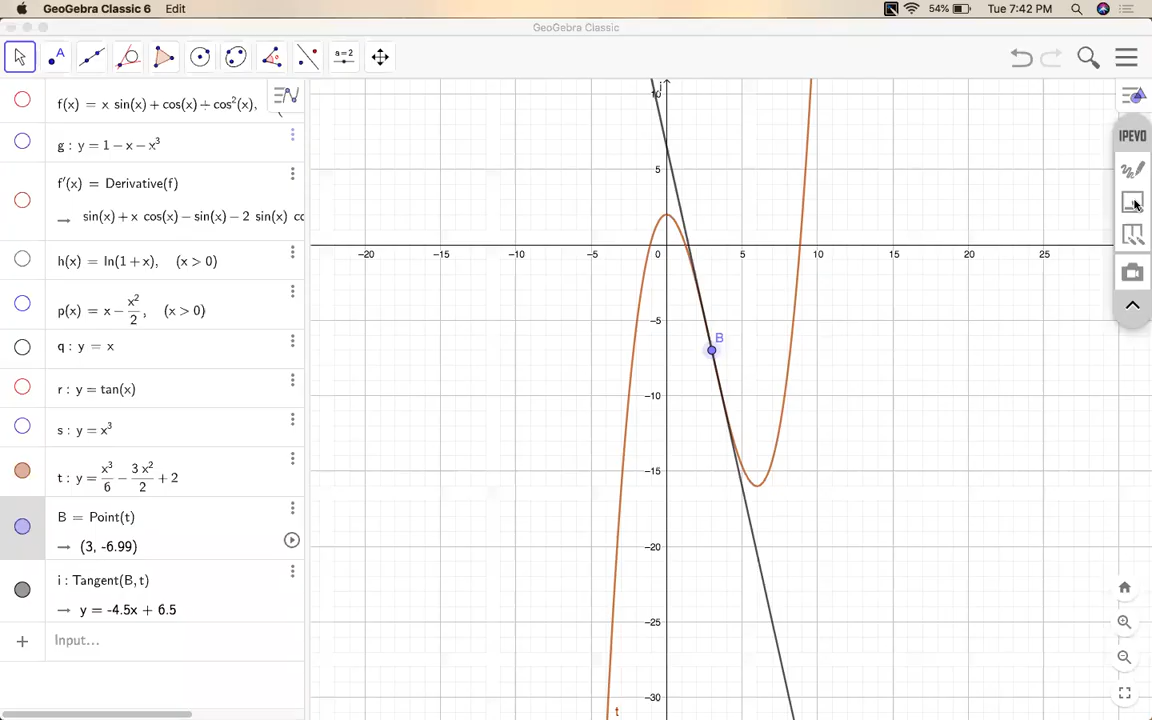 GeoGebra Classic 6 Edit 54% Tue 7:42 PM
GeoGebra Classic
A a=2
f(x) = x sin(x) + cos(x) + cos²(x),
g : y = 1 − x − x³
f′(x) = Derivative(f)
→ sin(x) + x cos(x) − sin(x) − 2 sin(x) co
h(x) = ln(1 + x), (x > 0)
p(x) = x − x²/2, (x > 0)
q : y = x
r : y = tan(x)
s : y = x³
t : y = x³/6 − 3 x²/2 + 2
B = Point(t)
→ (3, -6.99)
i : Tangent(B, t)
→ y = -4.5x + 6.5
+ Input...
IPEVO
i
10
5
−20 −15 −10 −5 0 5 10 15 20 25
−5
B
−10
−15
−20
−25
−30
t